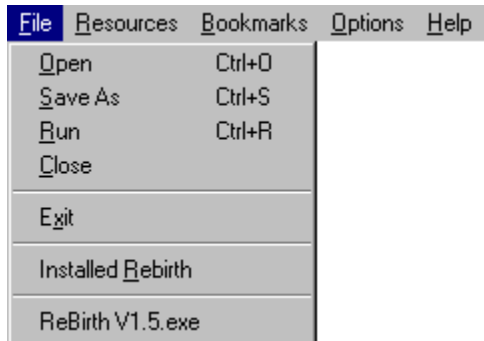 File Resources Bookmarks Options Help
Open Ctrl+O
Save As Ctrl+S
Run Ctrl+R
Close
Exit
Installed Rebirth
ReBirth V1.5.exe